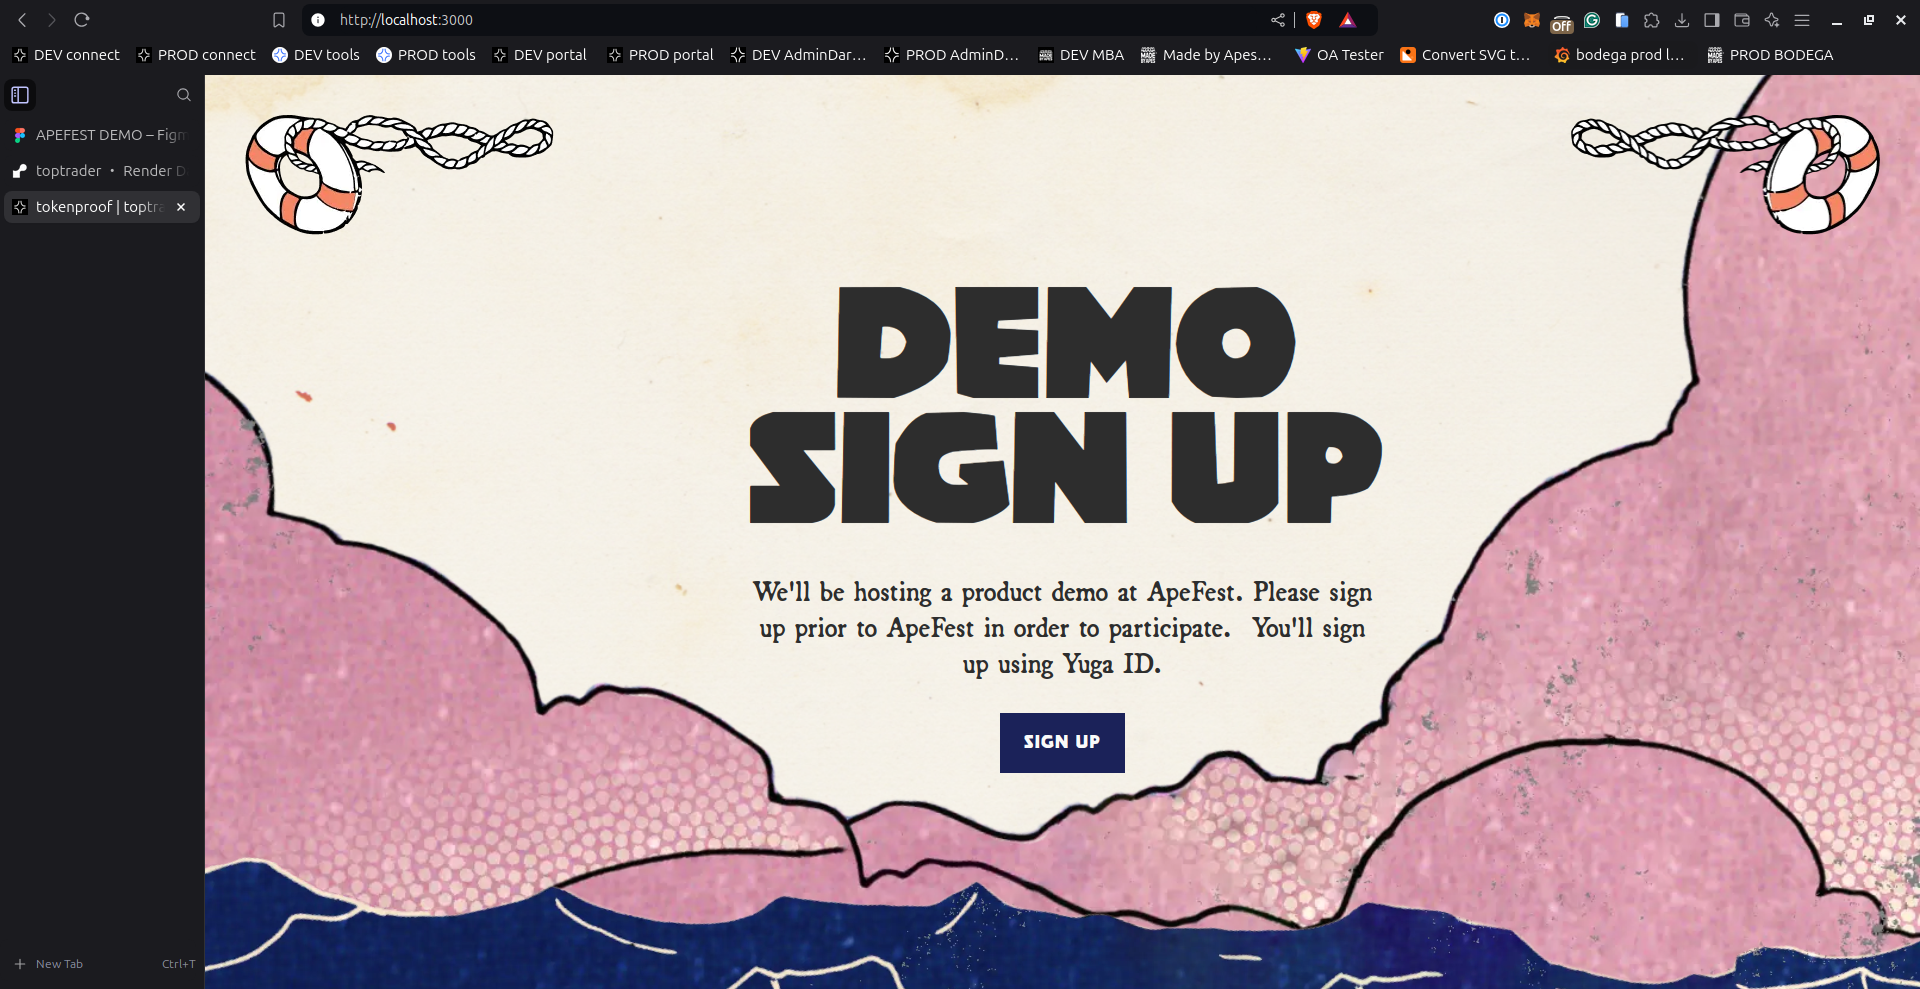 http://localhost:3000
Off
DEV connect
PROD connect
DEV tools
PROD tools
DEV portal
PROD portal
DEV AdminDar...
PROD AdminD...
DEV MBA
Made by Apes...
OA Tester
Convert SVG t...
bodega prod l...
PROD BODEGA
APEFEST DEMO – Figm
toptrader • Render D
tokenproof | toptra
DEMO
SIGN UP
We'll be hosting a product demo at ApeFest. Please sign
up prior to ApeFest in order to participate. You'll sign
up using Yuga ID.
SIGN UP
New Tab
Ctrl+T